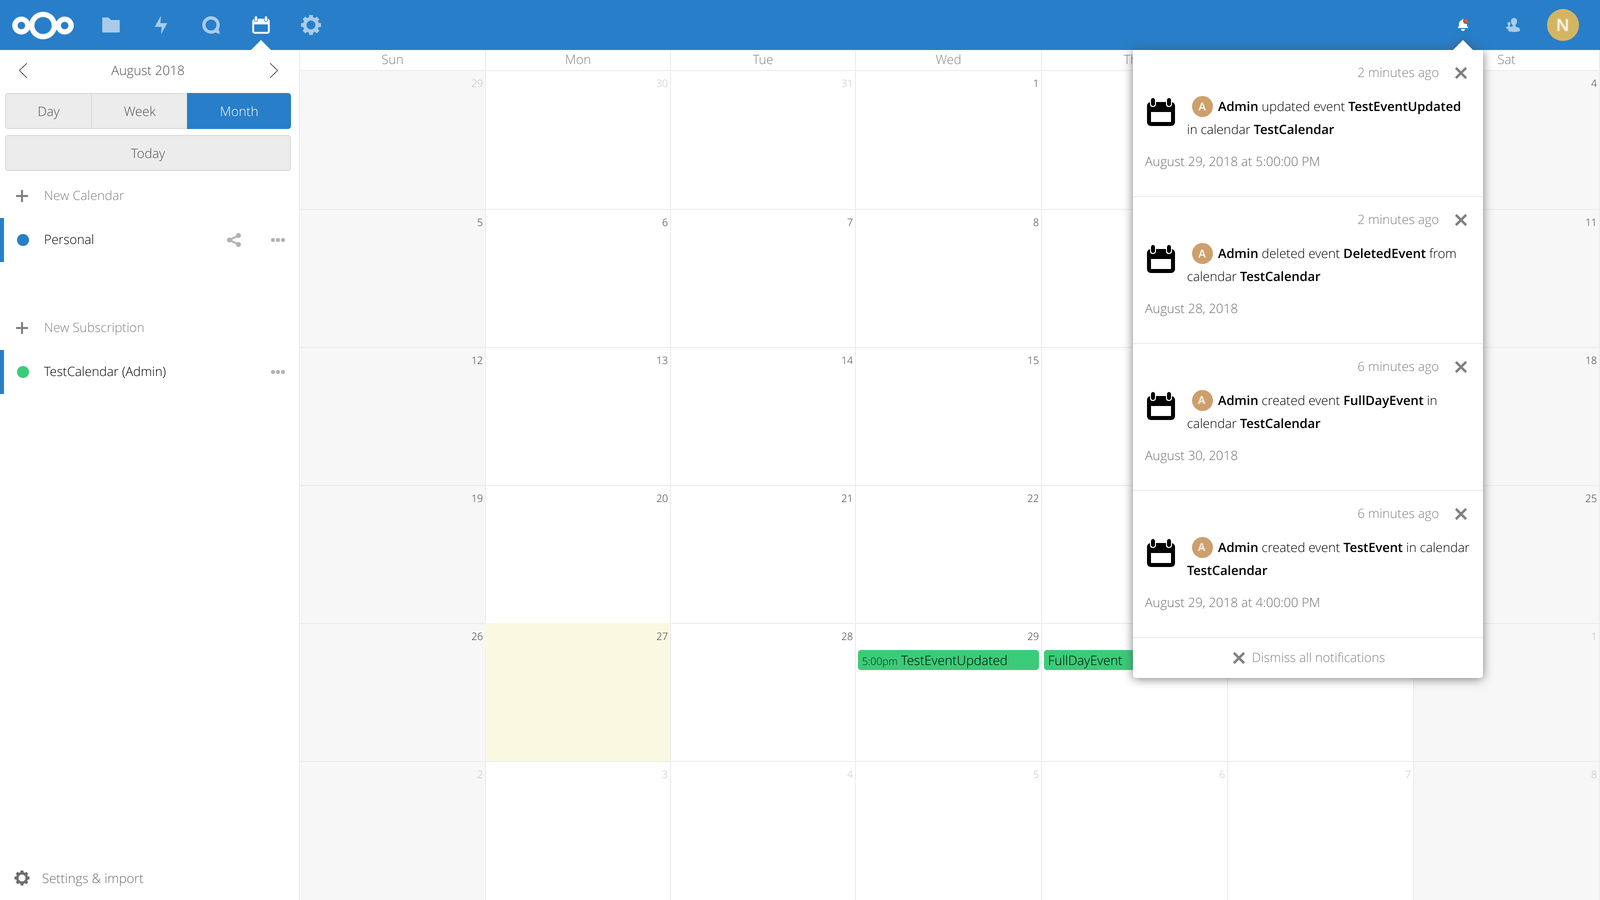 N
August 2018
Day Week Month
Today
New Calendar
Personal
New Subscription
TestCalendar (Admin)
Settings & import
Sun Mon Tue Wed Th Sat
29 30 31 1 4
5 6 7 8 11
12 13 14 15 18
19 20 21 22 25
26 27 28 29 1
5:00pm TestEventUpdated FullDayEvent
2 3 4 5 6 7 8
2 minutes ago
A Admin updated event TestEventUpdated
in calendar TestCalendar
August 29, 2018 at 5:00:00 PM
2 minutes ago
A Admin deleted event DeletedEvent from
calendar TestCalendar
August 28, 2018
6 minutes ago
A Admin created event FullDayEvent in
calendar TestCalendar
August 30, 2018
6 minutes ago
A Admin created event TestEvent in calendar
TestCalendar
August 29, 2018 at 4:00:00 PM
Dismiss all notifications